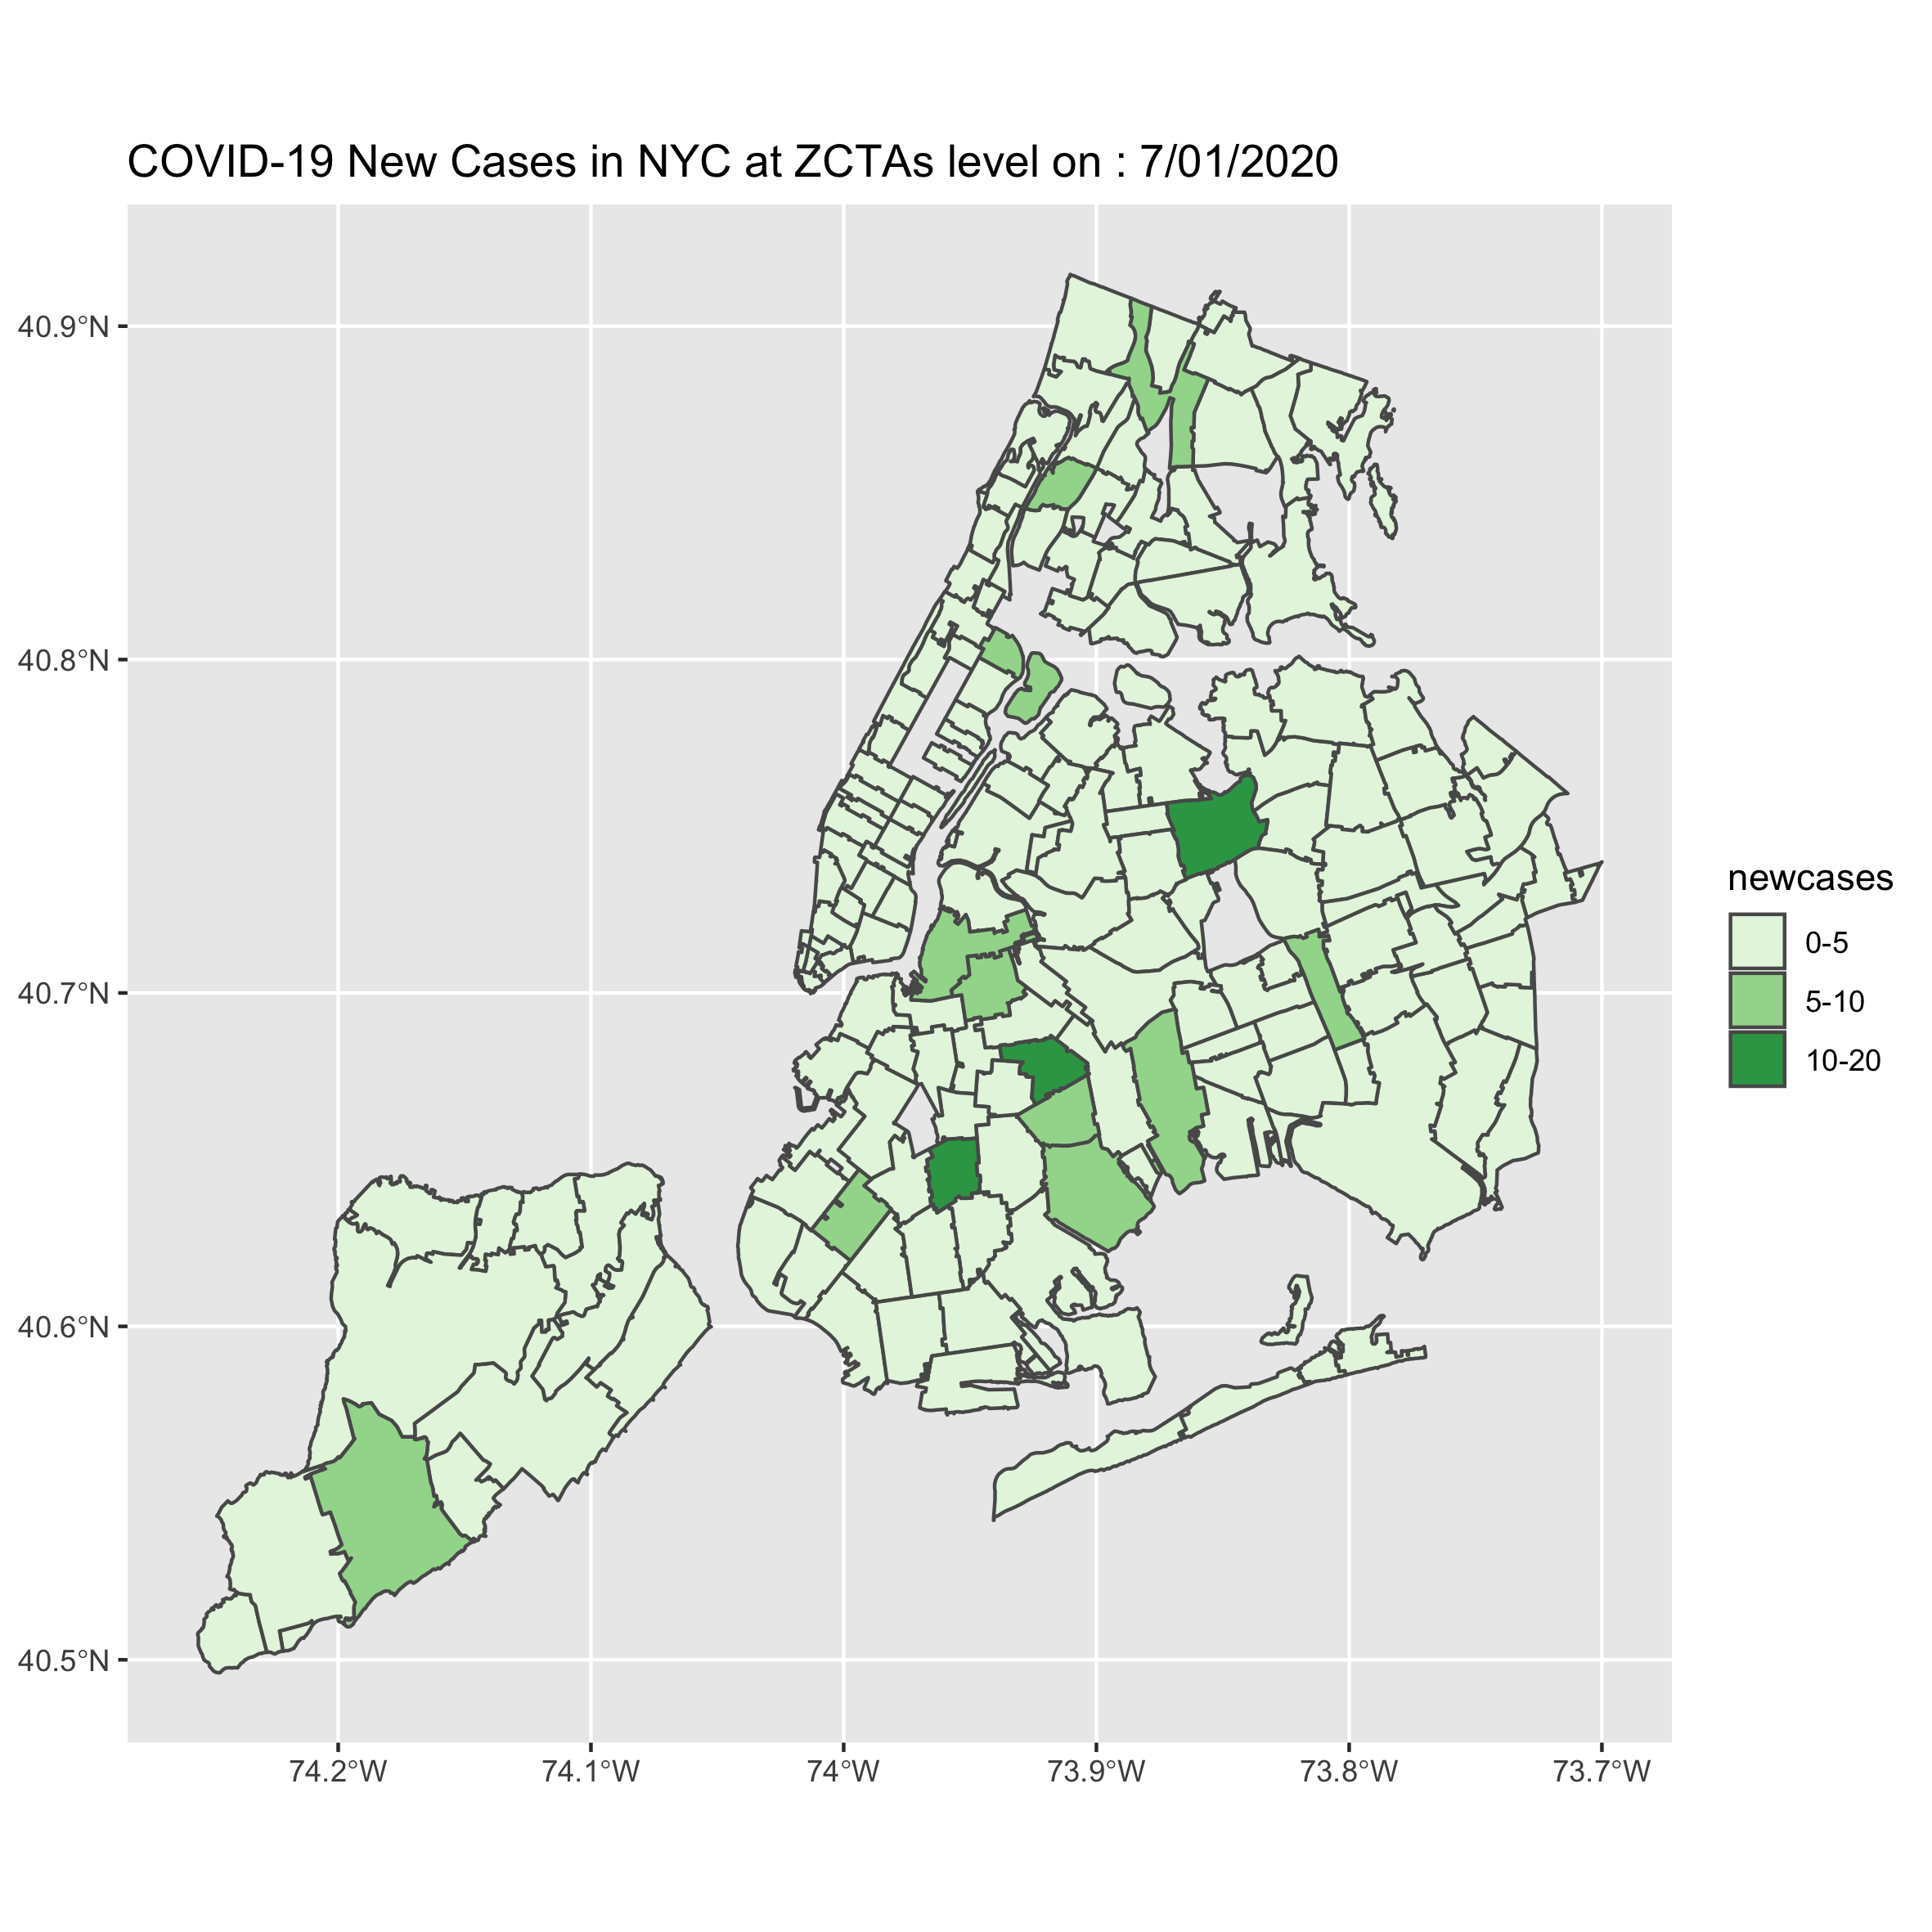 COVID-19 New Cases in NYC at ZCTAs level on : 7/01/2020
40.9°N
40.8°N
40.7°N
40.6°N
40.5°N
74.2°W
74.1°W
74°W
73.9°W
73.8°W
73.7°W
newcases
0-5
5-10
10-20